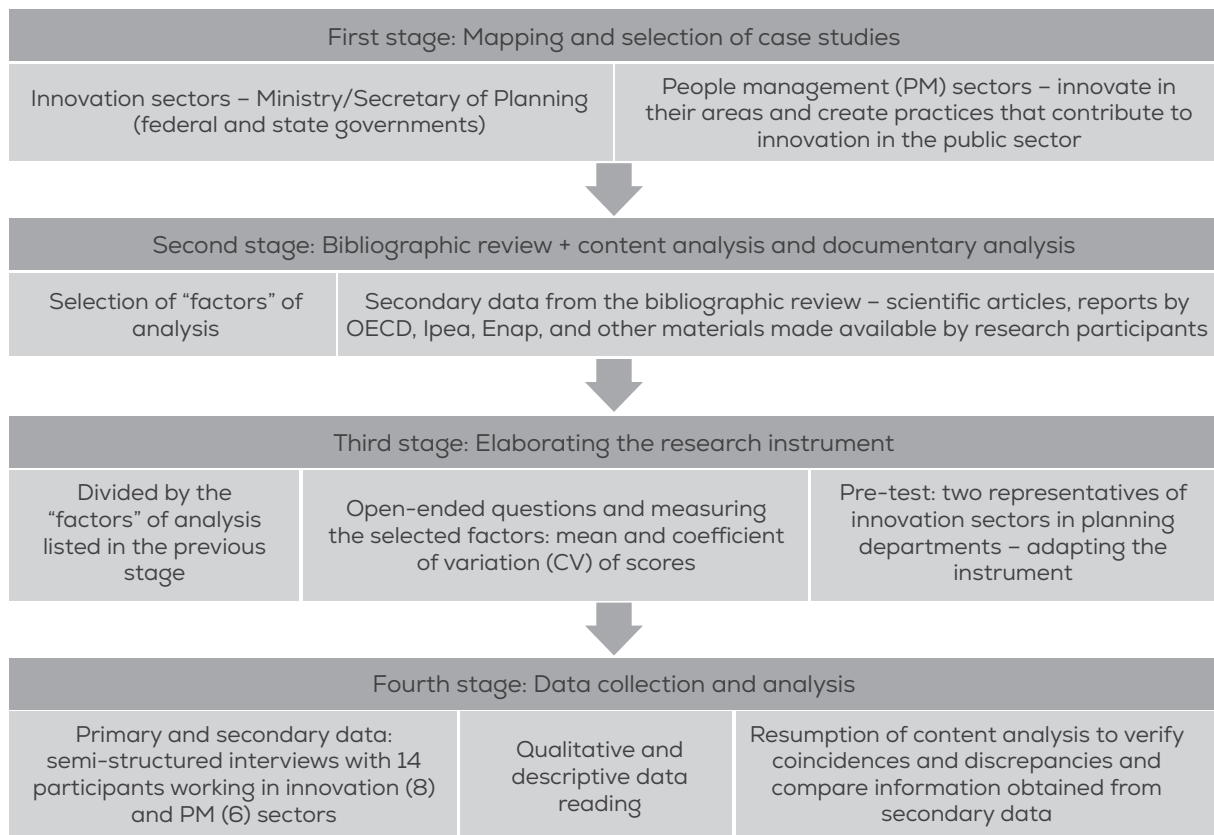 First stage: Mapping and selection of case studies
Innovation sectors – Ministry/Secretary of Planning
(federal and state governments)
People management (PM) sectors – innovate in
their areas and create practices that contribute to
innovation in the public sector
Second stage: Bibliographic review + content analysis and documentary analysis
Selection of “factors” of
analysis
Secondary data from the bibliographic review – scientific articles, reports by
OECD, Ipea, Enap, and other materials made available by research participants
Third stage: Elaborating the research instrument
Divided by the
“factors” of analysis
listed in the previous
stage
Open-ended questions and measuring
the selected factors: mean and coefficient
of variation (CV) of scores
Pre-test: two representatives of
innovation sectors in planning
departments – adapting the
instrument
Fourth stage: Data collection and analysis
Primary and secondary data:
semi-structured interviews with 14
participants working in innovation (8)
and PM (6) sectors
Qualitative and
descriptive data
reading
Resumption of content analysis to verify
coincidences and discrepancies and
compare information obtained from
secondary data